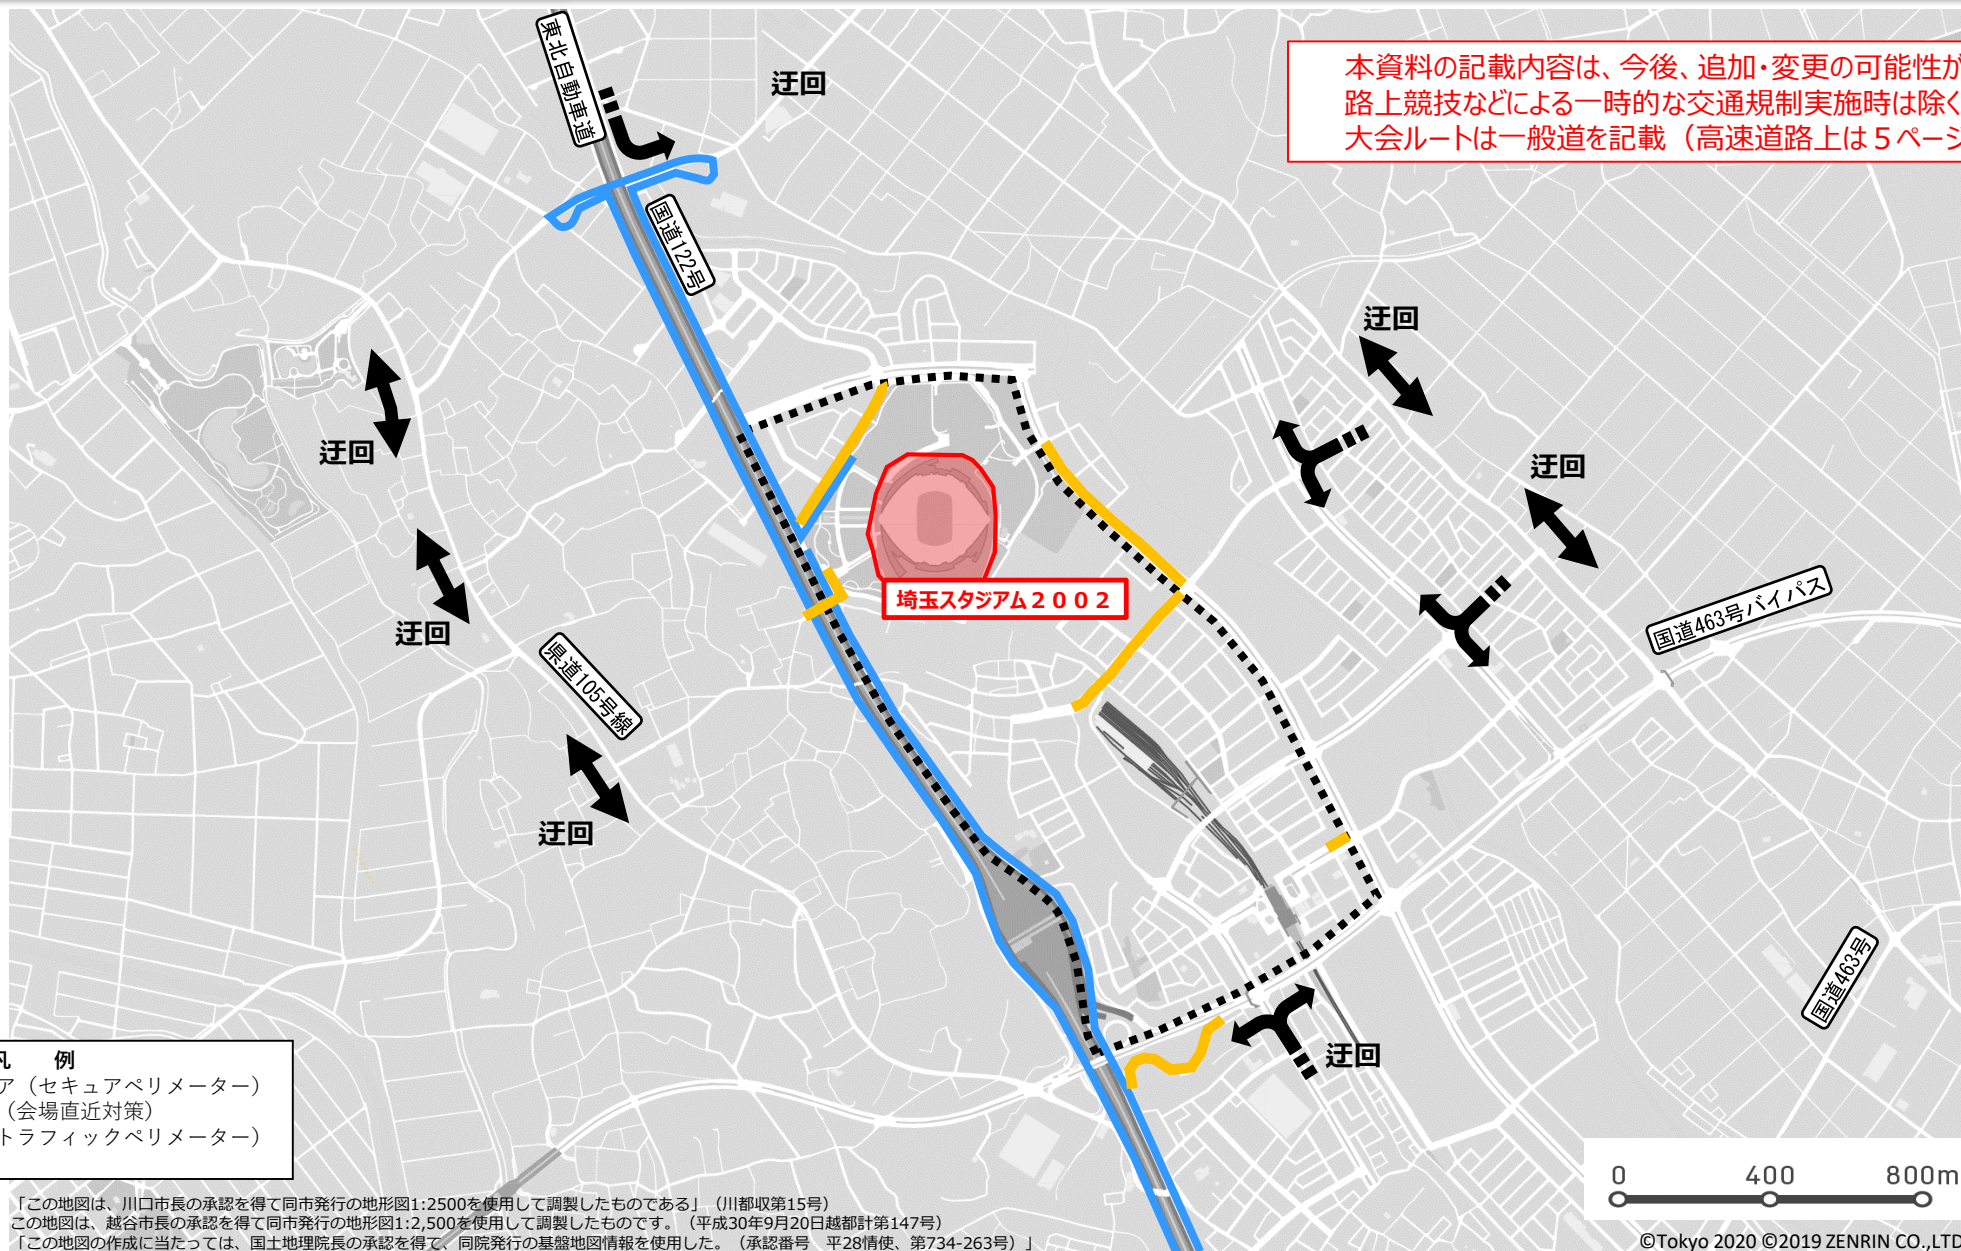 東北自動車道
迂回
本資料の記載内容は、今後、追加・変更の可能性が
路上競技などによる一時的な交通規制実施時は除く
大会ルートは一般道を記載（高速道路上は５ページ
国道122号
迂回
迂回
迂回
国道463号バイパス
埼玉スタジアム２００２
迂回
県道105号線
迂回
国道463号
迂回
凡　例
ア（セキュアペリメーター）
（会場直近対策）
トラフィックペリメーター）
0 400 800m
「この地図は、川口市長の承認を得て同市発行の地形図1:2500を使用して調製したものである」（川都収第15号）
この地図は、越谷市長の承認を得て同市発行の地形図1:2,500を使用して調製したものです。（平成30年9月20日越都計第147号）
「この地図の作成に当たっては、国土地理院長の承認を得て、同院発行の基盤地図情報を使用した。（承認番号　平28情使、第734-263号）」
©Tokyo 2020 ©2019 ZENRIN CO.,LTD